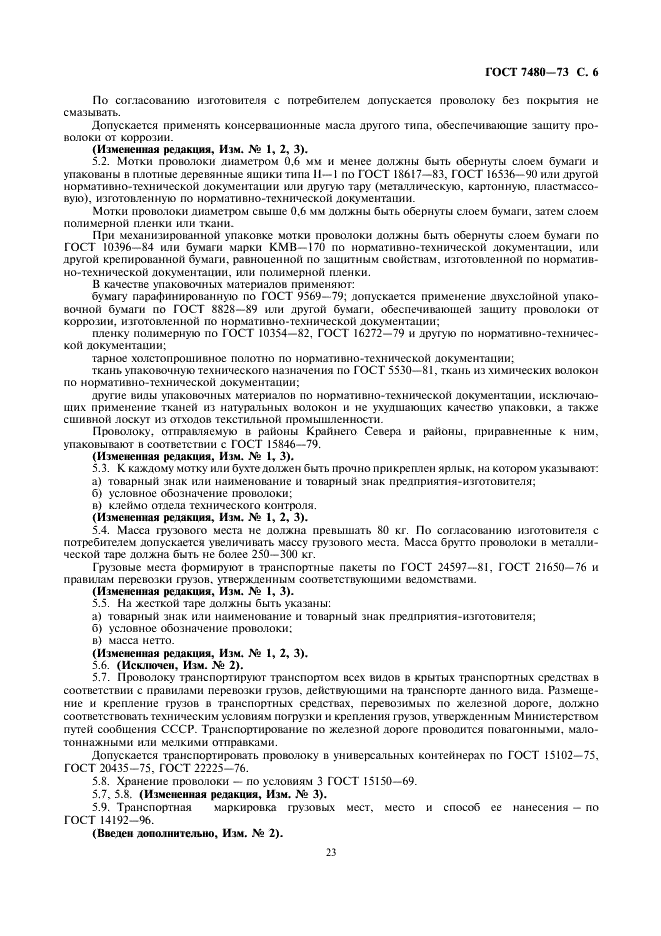 ГОСТ 7480—73 С. 6
По согласованию изготовителя с потребителем допускается проволоку без покрытия не
смазывать.
Допускается применять консервационные масла другого типа, обеспечивающие защиту про-
волоки от коррозии.
(Измененная редакция, Изм. № 1, 2, 3).
5.2. Мотки проволоки диаметром 0,6 мм и менее должны быть обернуты слоем бумаги и
упакованы в плотные деревянные ящики типа II—1 по ГОСТ 18617—83, ГОСТ 16536—90 или другой
нормативно-технической документации или другую тару (металлическую, картонную, пластмассо-
вую), изготовленную по нормативно-технической документации.
Мотки проволоки диаметром свыше 0,6 мм должны быть обернуты слоем бумаги, затем слоем
полимерной пленки или ткани.
При механизированной упаковке мотки проволоки должны быть обернуты слоем бумаги по
ГОСТ 10396—84 или бумаги марки КМВ—170 по нормативно-технической документации, или
другой крепированной бумаги, равноценной по защитным свойствам, изготовленной по норматив-
но-технической документации, или полимерной пленки.
В качестве упаковочных материалов применяют:
бумагу парафинированную по ГОСТ 9569—79; допускается применение двухслойной упако-
вочной бумаги по ГОСТ 8828—89 или другой бумаги, обеспечивающей защиту проволоки от
коррозии, изготовленной по нормативно-технической документации;
пленку полимерную по ГОСТ 10354—82, ГОСТ 16272—79 и другую по нормативно-техничес-
кой документации;
тарное холстопрошивное полотно по нормативно-технической документации;
ткань упаковочную технического назначения по ГОСТ 5530—81, ткань из химических волокон
по нормативно-технической документации;
другие виды упаковочных материалов по нормативно-технической документации, исключаю-
щих применение тканей из натуральных волокон и не ухудшающих качество упаковки, а также
сшивной лоскут из отходов текстильной промышленности.
Проволоку, отправляемую в районы Крайнего Севера и районы, приравненные к ним,
упаковывают в соответствии с ГОСТ 15846—79.
(Измененная редакция, Изм. № 1, 3).
5.3. К каждому мотку или бухте должен быть прочно прикреплен ярлык, на котором указывают:
а) товарный знак или наименование и товарный знак предприятия-изготовителя;
б) условное обозначение проволоки;
в) клеймо отдела технического контроля.
(Измененная редакция, Изм. № 1, 2, 3).
5.4. Масса грузового места не должна превышать 80 кг. По согласованию изготовителя с
потребителем допускается увеличивать массу грузового места. Масса брутто проволоки в металли-
ческой таре должна быть не более 250—300 кг.
Грузовые места формируют в транспортные пакеты по ГОСТ 24597—81, ГОСТ 21650—76 и
правилам перевозки грузов, утвержденным соответствующими ведомствами.
(Измененная редакция, Изм. № 1, 3).
5.5. На жесткой таре должны быть указаны:
а) товарный знак или наименование и товарный знак предприятия-изготовителя;
б) условное обозначение проволоки;
в) масса нетто.
(Измененная редакция, Изм. № 1, 2, 3).
5.6. (Исключен, Изм. № 2).
5.7. Проволоку транспортируют транспортом всех видов в крытых транспортных средствах в
соответствии с правилами перевозки грузов, действующими на транспорте данного вида. Размеще-
ние и крепление грузов в транспортных средствах, перевозимых по железной дороге, должно
соответствовать техническим условиям погрузки и крепления грузов, утвержденным Министерством
путей сообщения СССР. Транспортирование по железной дороге проводится повагонными, мало-
тоннажными или мелкими отправками.
Допускается транспортировать проволоку в универсальных контейнерах по ГОСТ 15102—75,
ГОСТ 20435—75, ГОСТ 22225—76.
5.8. Хранение проволоки — по условиям 3 ГОСТ 15150—69.
5.7, 5.8. (Измененная редакция, Изм. № 3).
5.9. Транспортная маркировка грузовых мест, место и способ ее нанесения — по
ГОСТ 14192—96.
(Введен дополнительно, Изм. № 2).
23